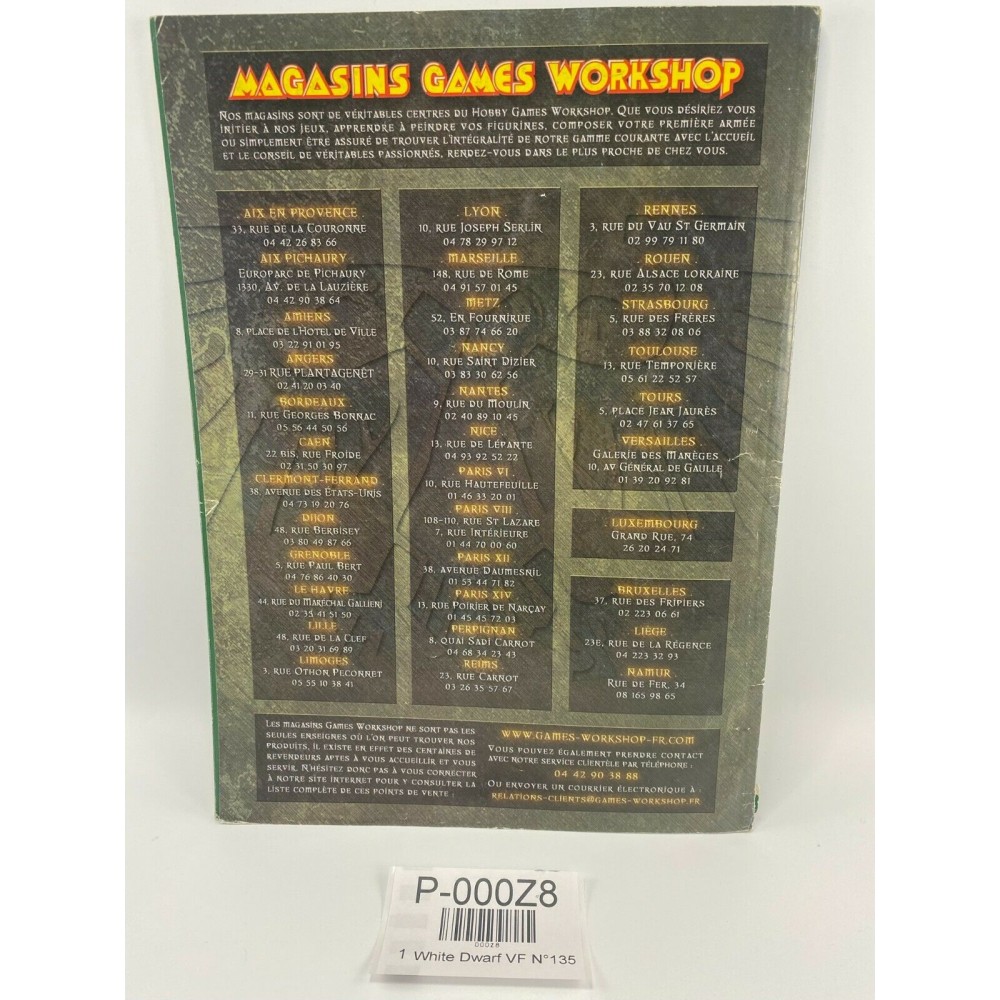 MAGASINS GAMES WORKSHOP
NOS MAGASINS SONT DE VÉRITABLES CENTRES DU HOBBY GAMES WORKSHOP. QUE VOUS DÉSIRIEZ VOUS
INITIER À NOS JEUX, APPRENDRE À PEINDRE VOS FIGURINES, COMPOSER VOTRE PREMIÈRE ARMÉE
OU SIMPLEMENT ÊTRE ASSURÉ DE TROUVER L'INTÉGRALITÉ DE NOTRE GAMME COURANTE AVEC L'ACCUEIL
ET LE CONSEIL DE VÉRITABLES PASSIONNÉS, RENDEZ-VOUS DANS LE PLUS PROCHE DE CHEZ VOUS.
. AIX EN PROVENCE .
33, RUE DE LA COURONNE
04 42 26 83 66
. AIX PICHAURY .
EUROPARC DE PICHAURY
1330, AV. DE LA LAUZIÈRE
04 42 90 38 64
. AMIENS .
8, PLACE DE L'HOTEL DE VILLE
03 22 91 01 95
. ANGERS .
29-31 RUE PLANTAGENÊT
02 41 20 03 40
. BORDEAUX .
11, RUE GEORGES BONNAC
05 56 44 50 56
. CAEN .
22 BIS, RUE FROIDE
02 31 50 30 97
. CLERMONT-FERRAND .
38, AVENUE DES ÉTATS-UNIS
04 73 19 20 76
. DIJON .
48, RUE BERBISEY
03 80 49 87 66
. GRENOBLE .
5, RUE PAUL BERT
04 76 86 40 30
. LE HAVRE .
44, RUE DU MARÉCHAL GALLIENI
02 35 41 51 50
. LILLE .
48, RUE DE LA CLEF
03 20 31 69 89
. LIMOGES .
3, RUE OTHON PECONNET
05 55 10 38 41
. LYON .
10, RUE JOSEPH SERLIN
04 78 29 97 12
. MARSEILLE .
148, RUE DE ROME
04 91 57 01 45
. METZ .
52, EN FOURNIRUE
03 87 74 66 20
. NANCY .
10, RUE SAINT DIZIER
03 83 30 62 56
. NANTES .
9, RUE DU MOULIN
02 40 89 10 45
. NICE .
13, RUE DE LÉPANTE
04 93 92 52 22
. PARIS VI .
10, RUE HAUTEFEUILLE
01 46 33 20 01
. PARIS VIII .
108-110, RUE ST LAZARE
7, RUE INTÉRIEURE
01 44 70 00 60
. PARIS XII .
38, AVENUE DAUMESNIL
01 53 44 71 82
. PARIS XIV .
13, RUE POIRIER DE NARÇAY
01 45 45 72 03
. PERPIGNAN .
8, QUAI SADI CARNOT
04 68 34 23 43
. REIMS .
23, RUE CARNOT
03 26 35 57 67
. RENNES .
3, RUE DU VAU ST GERMAIN
02 99 79 11 80
. ROUEN .
23, RUE ALSACE LORRAINE
02 35 70 12 08
. STRASBOURG .
5, RUE DES FRÈRES
03 88 32 08 06
. TOULOUSE .
13, RUE TEMPONIÈRE
05 61 22 52 57
. TOURS .
5, PLACE JEAN JAURÈS
02 47 61 37 65
. VERSAILLES .
GALERIE DES MANÈGES
10, AV GÉNÉRAL DE GAULLE
01 39 20 92 81
. LUXEMBOURG .
GRAND RUE, 74
26 20 24 71
. BRUXELLES .
37, RUE DES FRIPIERS
02 223 06 61
. LIÈGE .
23E, RUE DE LA RÉGENCE
04 223 32 93
. NAMUR .
RUE DE FER, 34
08 165 98 65
LES MAGASINS GAMES WORKSHOP NE SONT PAS LES
SEULES ENSEIGNES OÙ L'ON PEUT TROUVER NOS
PRODUITS, IL EXISTE EN EFFET DES CENTAINES DE
REVENDEURS APTES À VOUS ACCUEILLIR ET VOUS
SERVIR. N'HÉSITEZ DONC PAS À VOUS CONNECTER
À NOTRE SITE INTERNET POUR Y CONSULTER LA
LISTE COMPLÈTE DE CES POINTS DE VENTE :
WWW.GAMES-WORKSHOP-FR.COM
VOUS POUVEZ ÉGALEMENT PRENDRE CONTACT
AVEC NOTRE SERVICE CLIENTÈLE PAR TÉLÉPHONE :
04 42 90 38 88
OU ENVOYER UN COURRIER ÉLECTRONIQUE À :
RELATIONS-CLIENTS@GAMES-WORKSHOP.FR
P-000Z8
000Z8
1 White Dwarf VF N°135